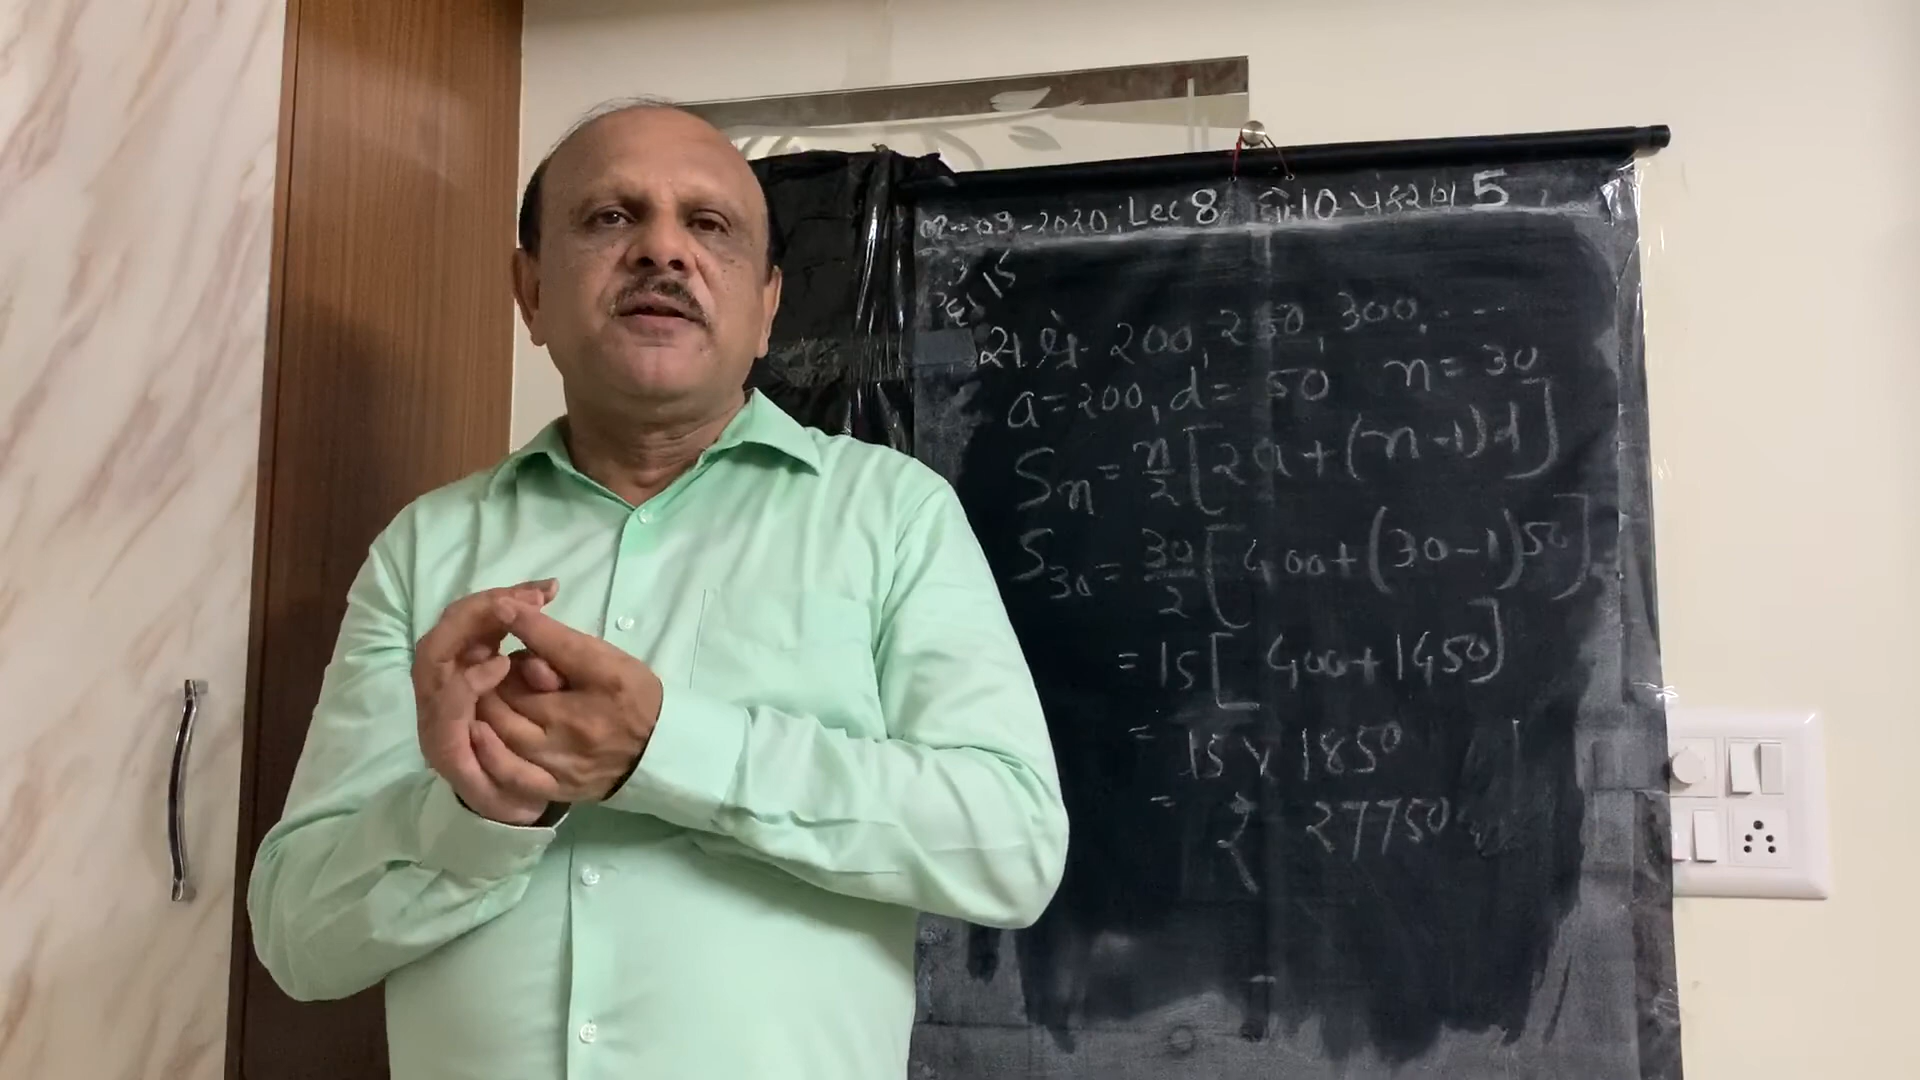 02-09-2020, Lec 8 ધો.10 પ્રકરણ 5
15
સા. શ્રે. 200, 250, 300, ...
a=200, d=50 n=30
Sn = n/2 [2a+(n-1)d]
S30 = 30/2 [400+(30-1)50]
=15[400+1450]
= 15 x 1850
= ₹ 27750